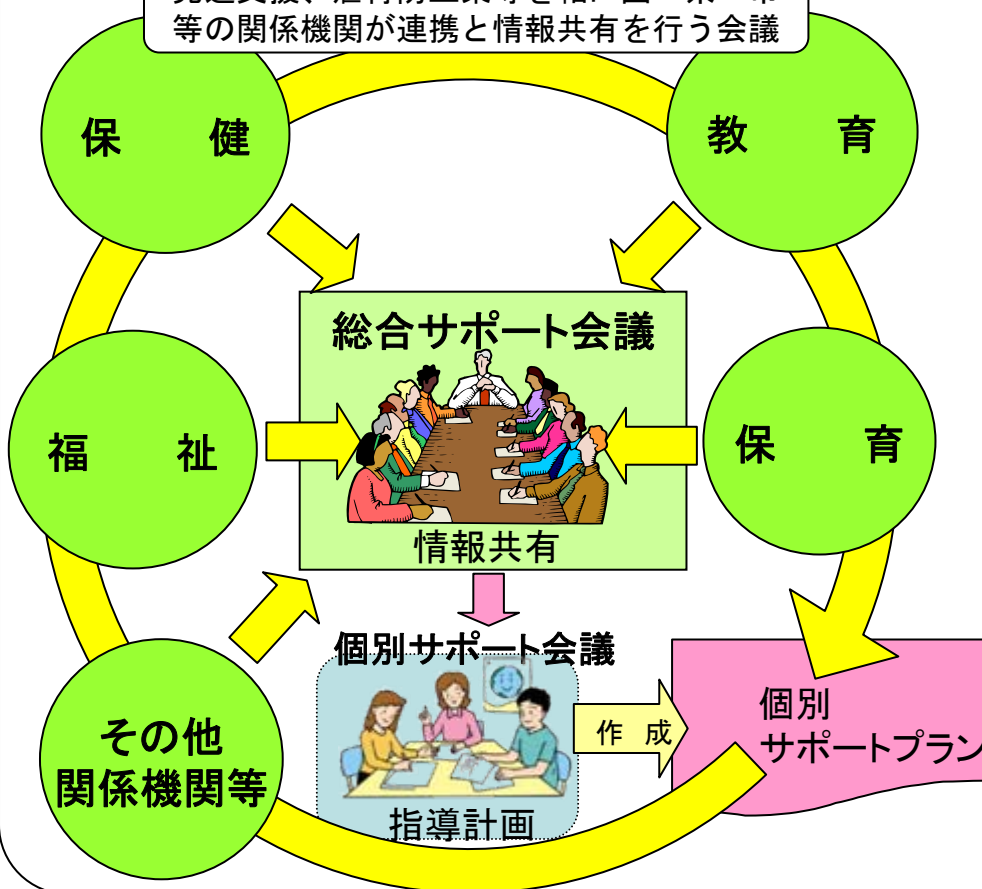 等の関係機関が連携と情報共有を行う会議
保　健
教　育
総合サポート会議
福　祉
保　育
情報共有
個別サポート会議
作 成
個別
サポートプラン
その他
関係機関等
指導計画